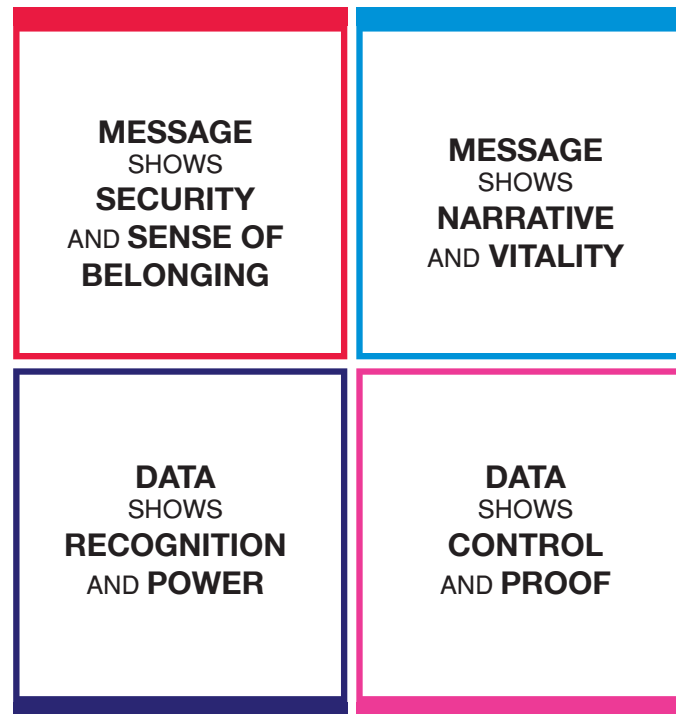 MESSAGE
SHOWS
SECURITY
AND SENSE OF
BELONGING
MESSAGE
SHOWS
NARRATIVE
AND VITALITY
DATA
SHOWS
RECOGNITION
AND POWER
DATA
SHOWS
CONTROL
AND PROOF